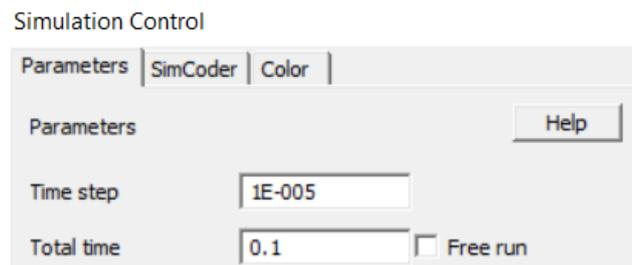 Simulation Control
Parameters SimCoder Color
Parameters Help
Time step 1E-005
Total time 0.1 Free run